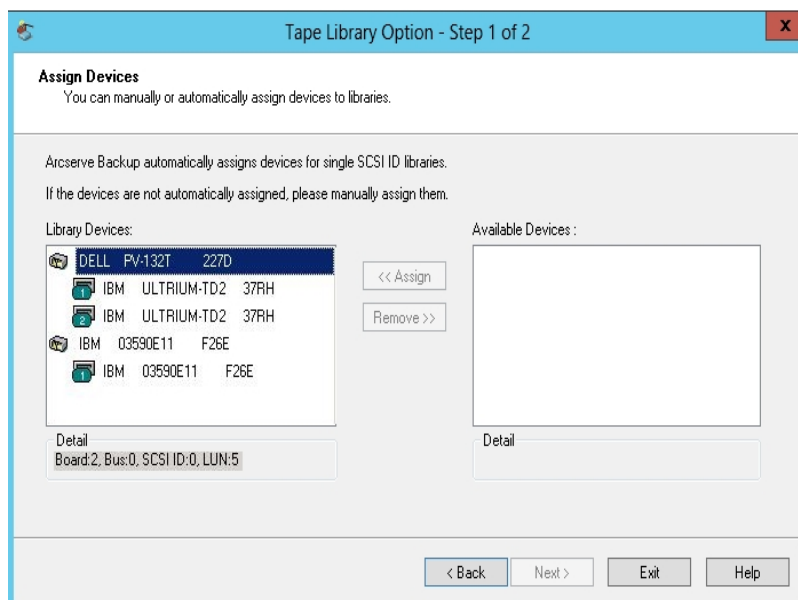 Tape Library Option - Step 1 of 2
x
Assign Devices
You can manually or automatically assign devices to libraries.
Arcserve Backup automatically assigns devices for single SCSI ID libraries.
If the devices are not automatically assigned, please manually assign them.
Library Devices:
Available Devices :
DELL PV-132T 227D
1 IBM ULTRIUM-TD2 37RH
2 IBM ULTRIUM-TD2 37RH
IBM 03590E11 F26E
1 IBM 03590E11 F26E
<< Assign
Remove >>
Detail
Board:2, Bus:0, SCSI ID:0, LUN:5
Detail
< Back
Next >
Exit
Help